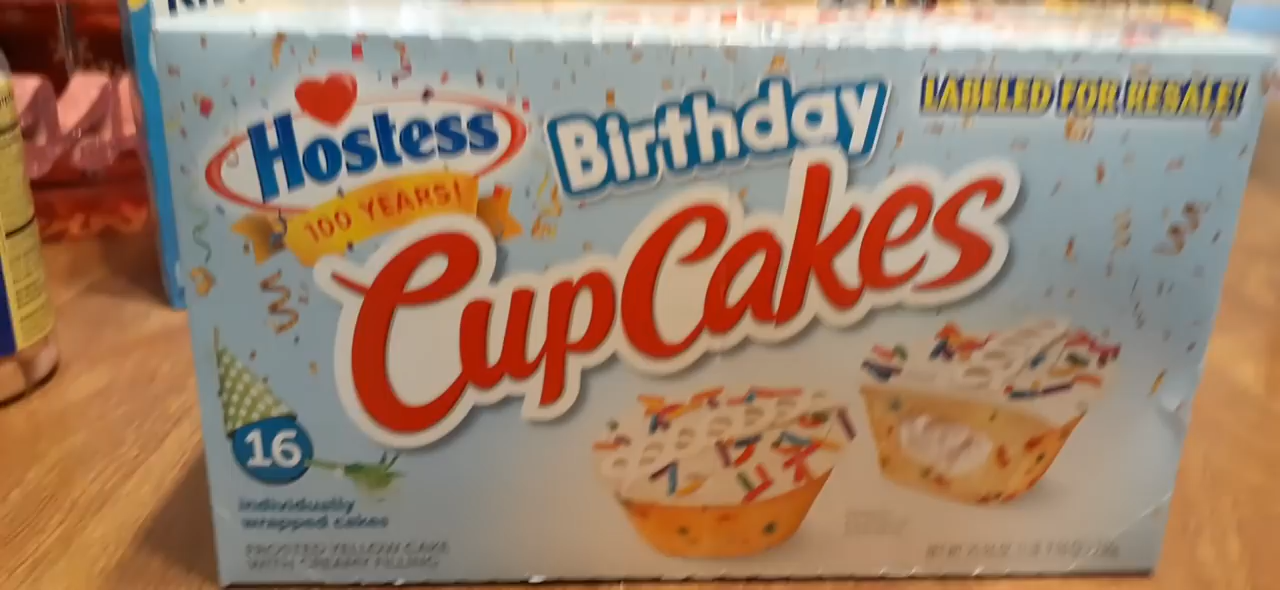 Hostess
100 YEARS!
Birthday
CupCakes
LABELED FOR RESALE!
16
individually
wrapped cakes
FROSTED YELLOW CAKE
WITH CREAMY FILLING